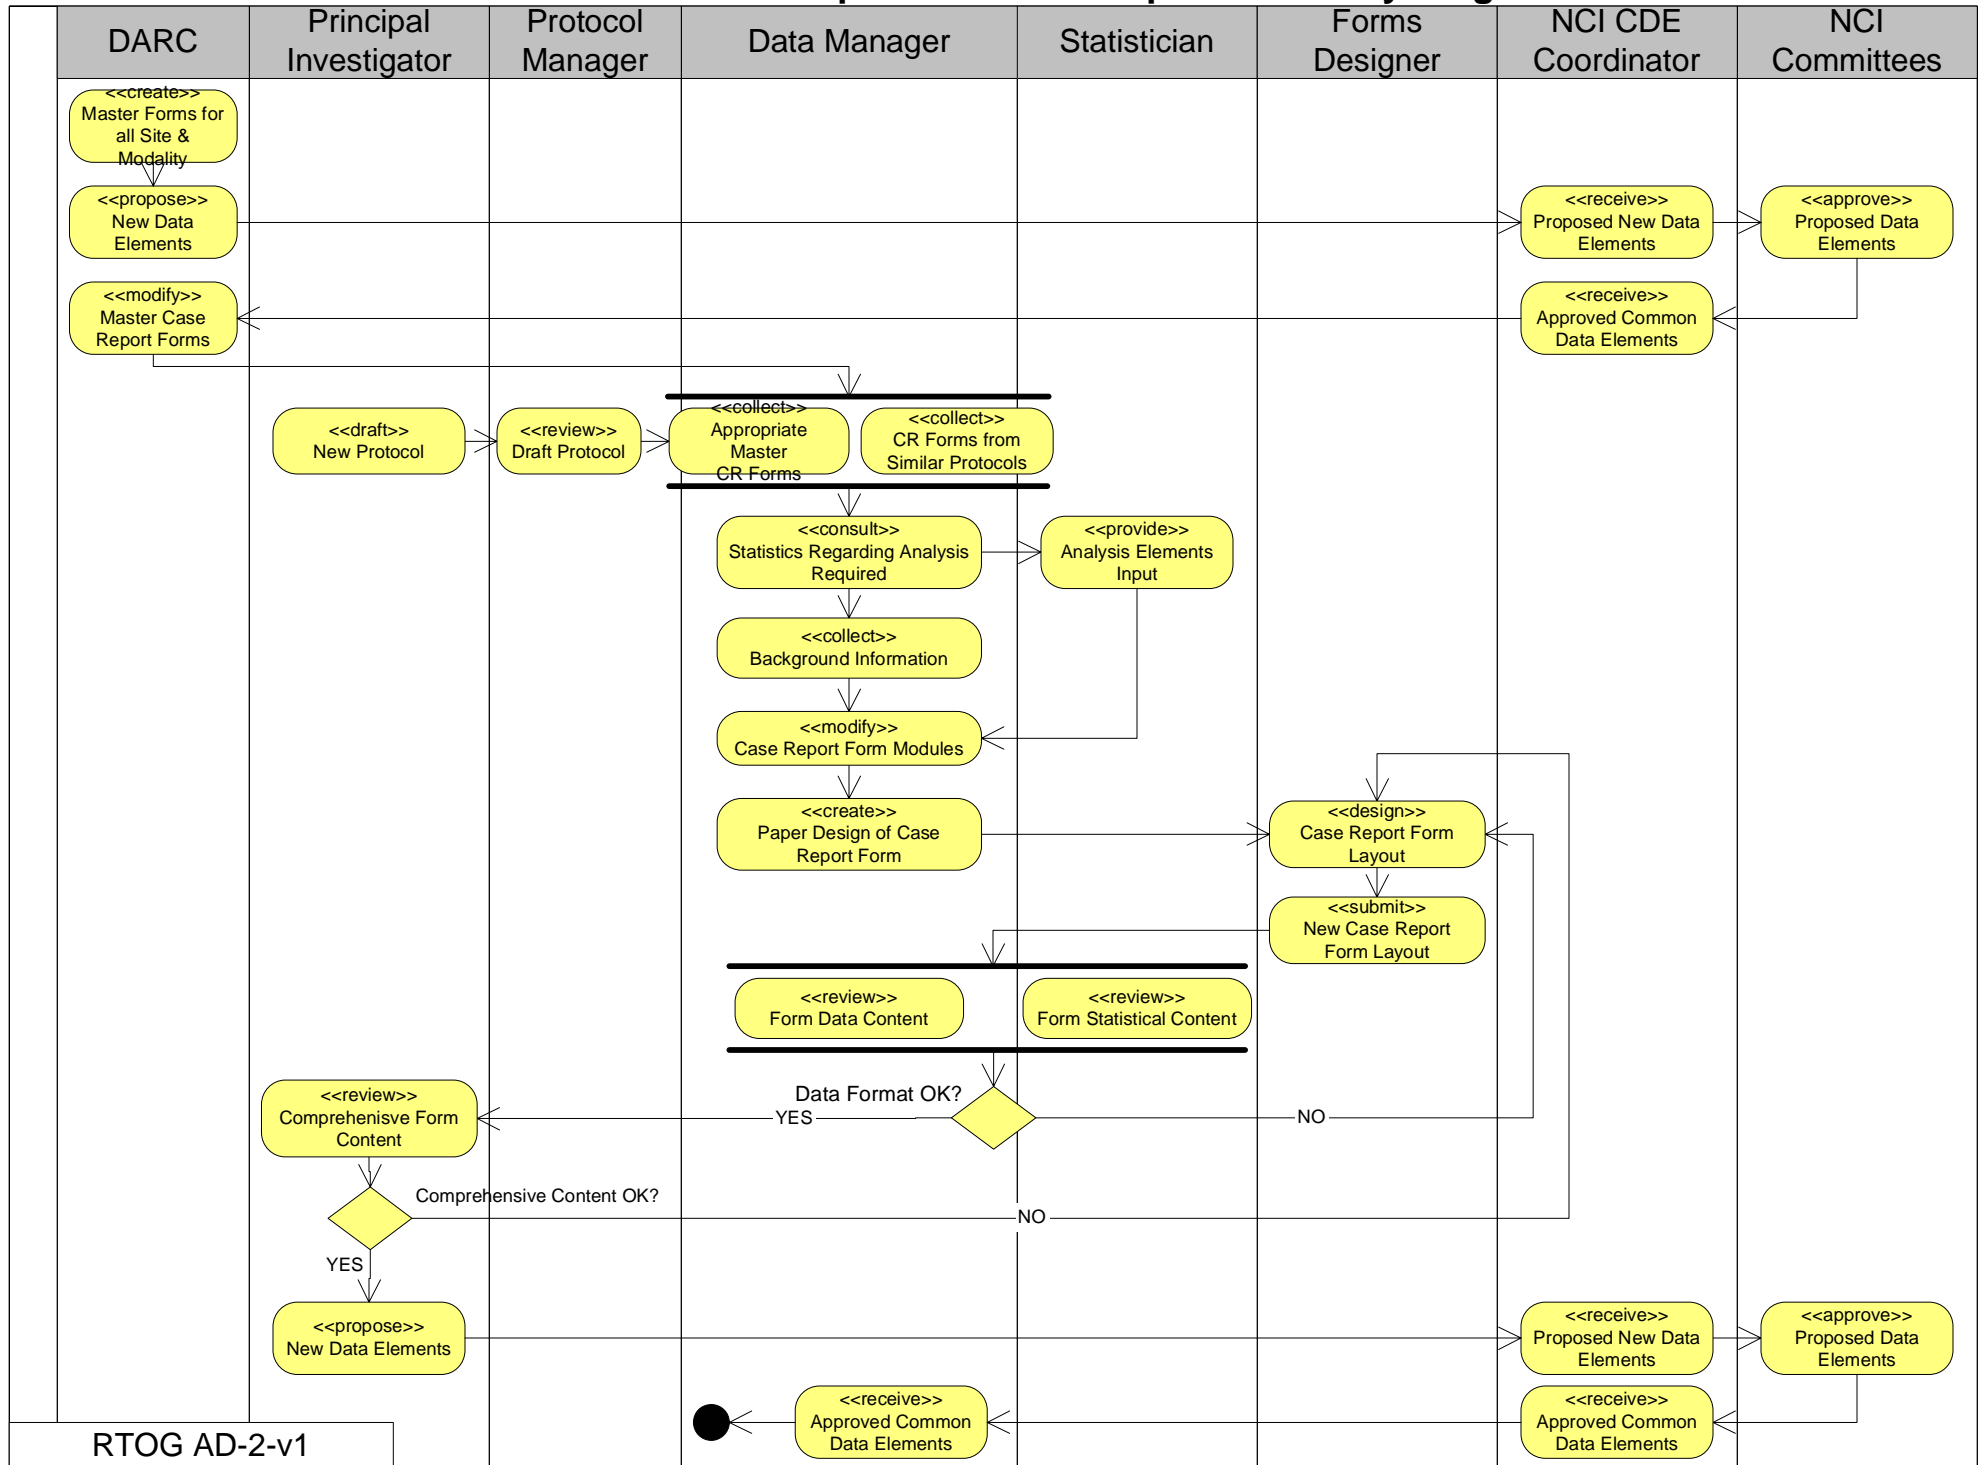 DARC
Principal
Investigator
Protocol
Manager
Data Manager
Statistician
Forms
Designer
NCI CDE
Coordinator
NCI
Committees
<<create>>
Master Forms for
all Site &
Modality
<<propose>>
New Data
Elements
<<receive>>
Proposed New Data
Elements
<<approve>>
Proposed Data
Elements
<<modify>>
Master Case
Report Forms
<<receive>>
Approved Common
Data Elements
<<draft>>
New Protocol
<<review>>
Draft Protocol
<<collect>>
Appropriate
Master
CR Forms
<<collect>>
CR Forms from
Similar Protocols
<<consult>>
Statistics Regarding Analysis
Required
<<provide>>
Analysis Elements
Input
<<collect>>
Background Information
<<modify>>
Case Report Form Modules
<<create>>
Paper Design of Case
Report Form
<<design>>
Case Report Form
Layout
<<submit>>
New Case Report
Form Layout
<<review>>
Form Data Content
<<review>>
Form Statistical Content
Data Format OK?
YES
NO
<<review>>
Comprehenisve Form
Content
Comprehensive Content OK?
NO
YES
<<propose>>
New Data Elements
<<receive>>
Proposed New Data
Elements
<<approve>>
Proposed Data
Elements
<<receive>>
Approved Common
Data Elements
<<receive>>
Approved Common
Data Elements
RTOG AD-2-v1